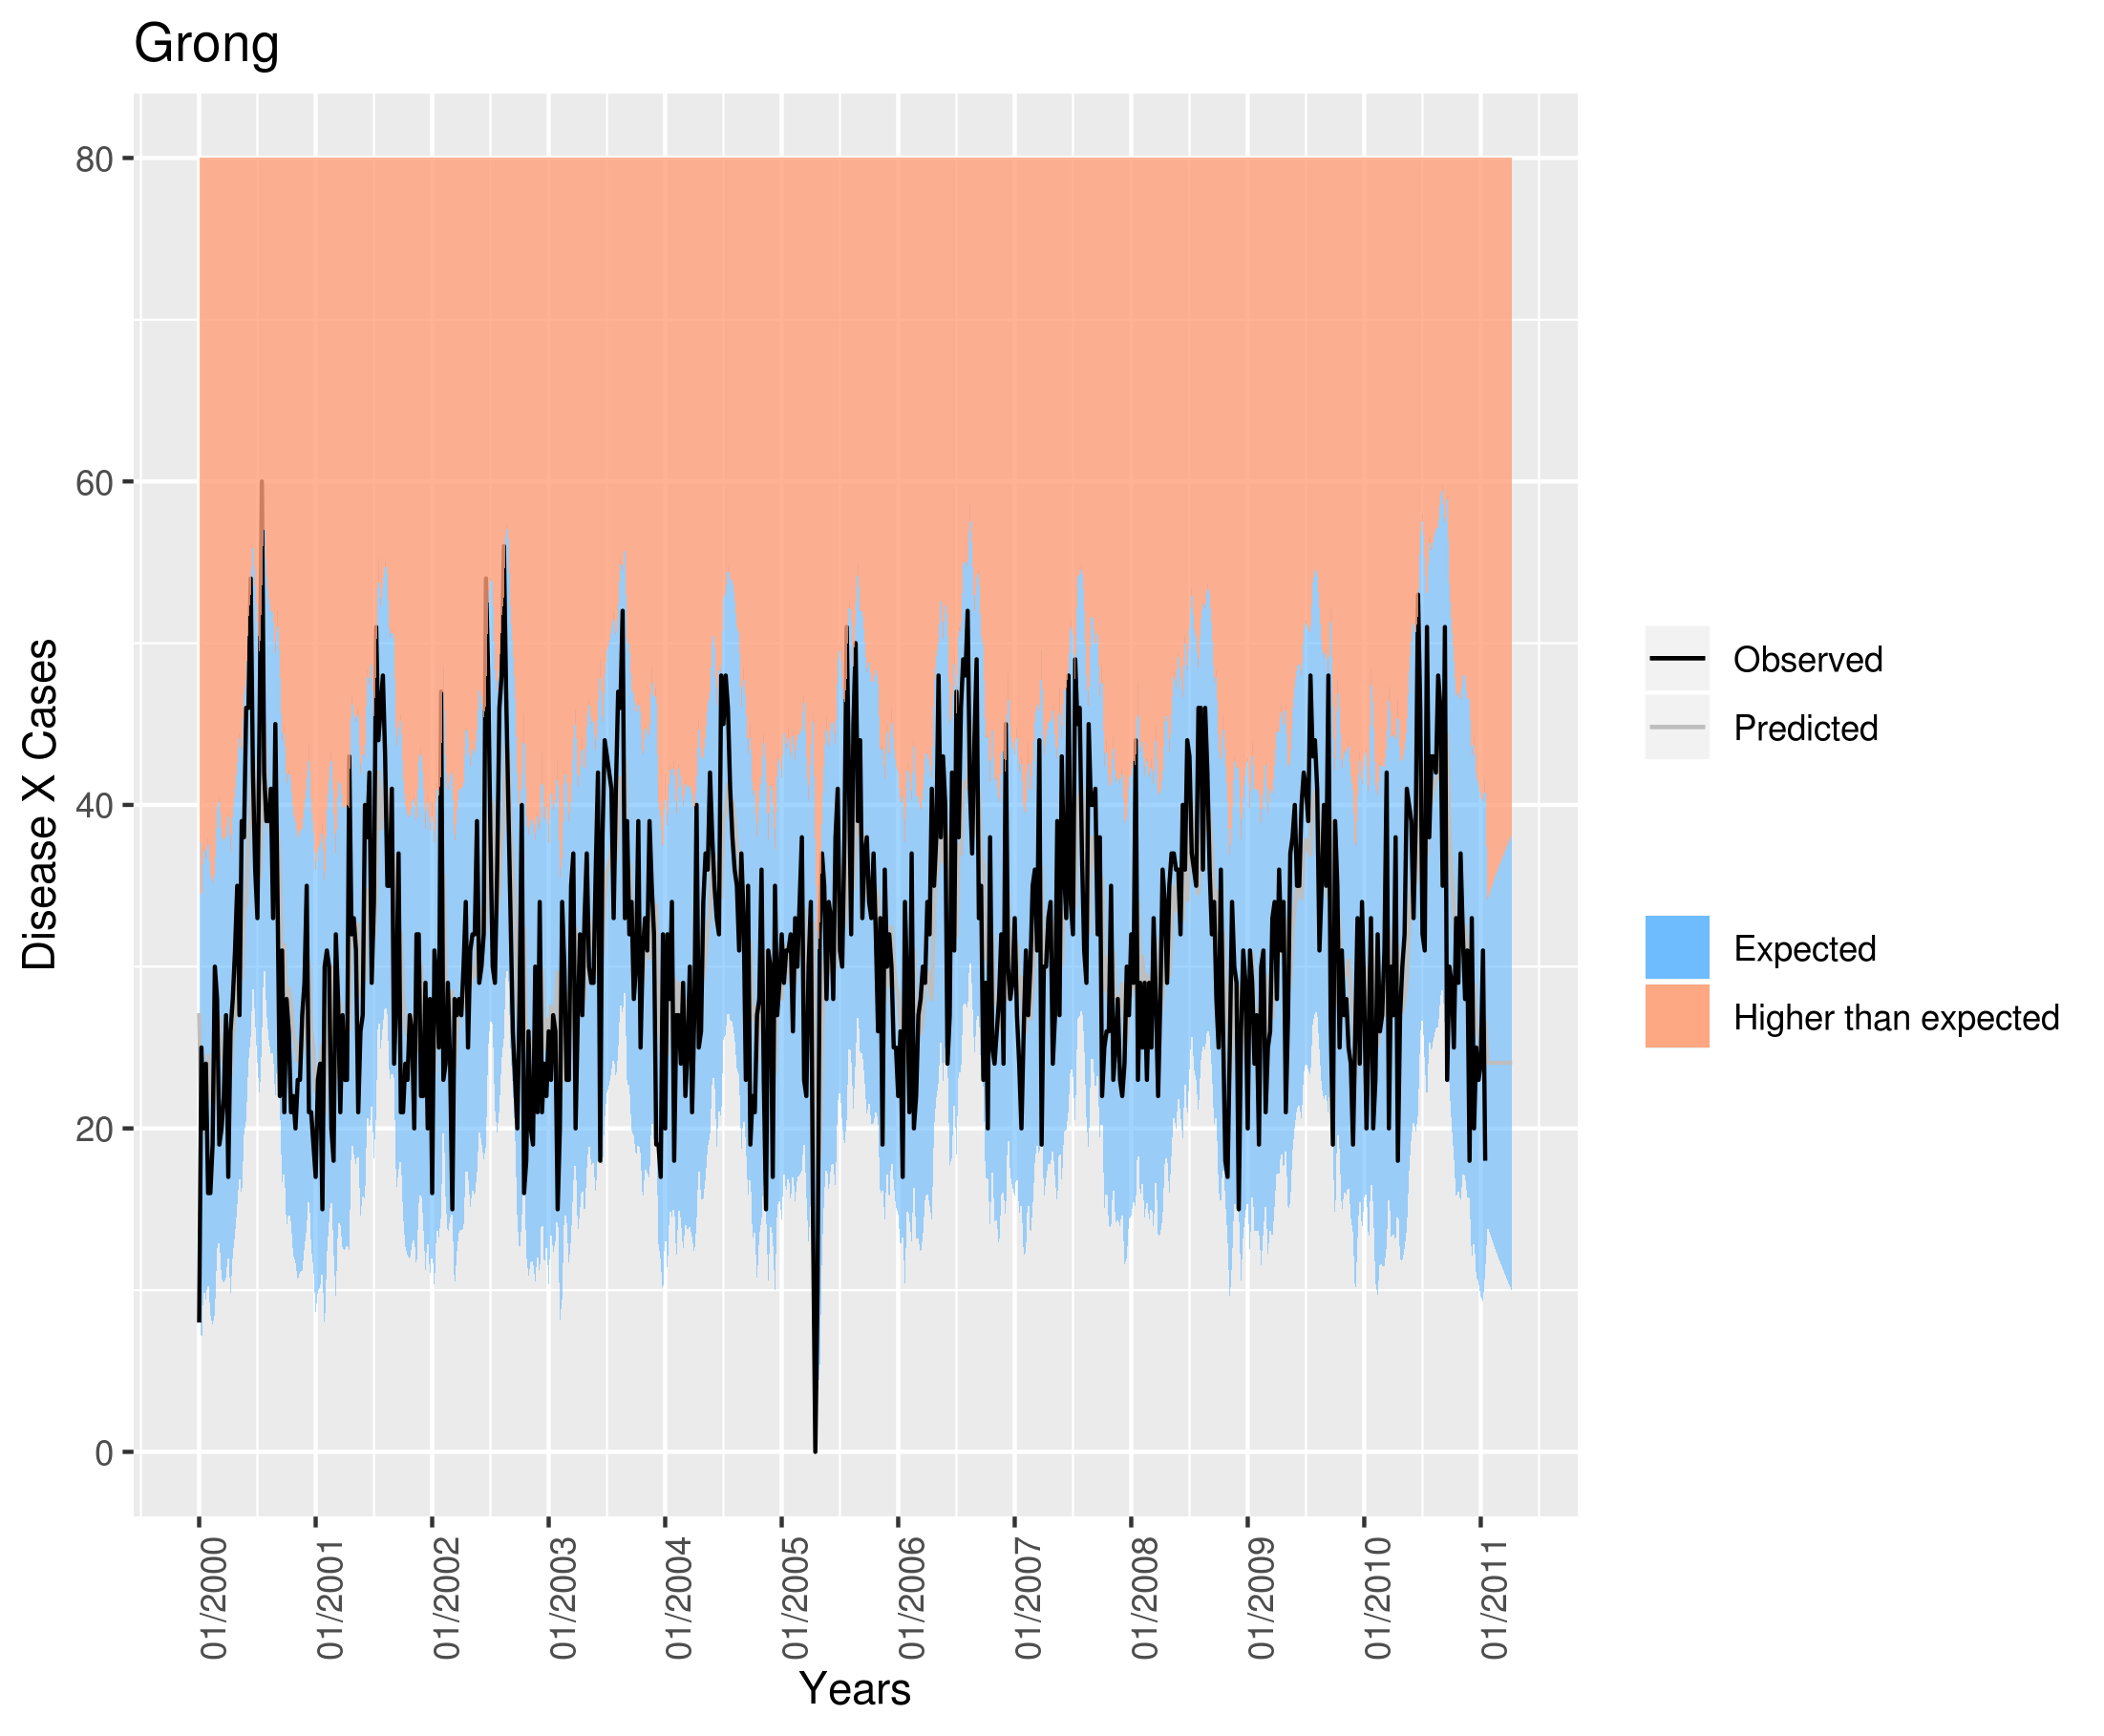 Grong
Disease X Cases
80
60
40
20
0
01/2000
01/2001
01/2002
01/2003
01/2004
01/2005
01/2006
01/2007
01/2008
01/2009
01/2010
01/2011
Years
Observed
Predicted
Expected
Higher than expected